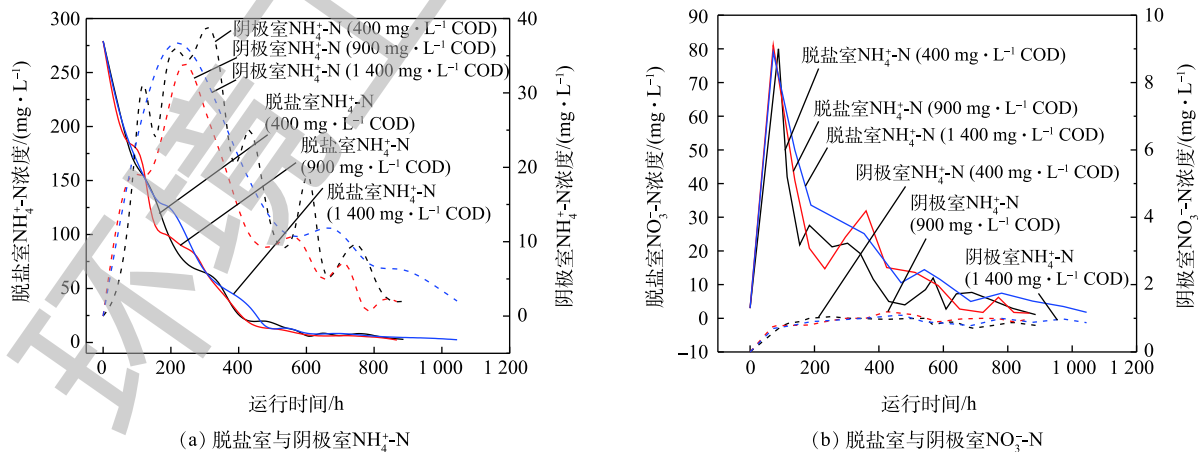 300
250
200
150
100
50
0
脱盐室NH₄⁺-N浓度/(mg·L⁻¹)
阴极室NH₄⁺-N (400 mg·L⁻¹ COD)
阴极室NH₄⁺-N (900 mg·L⁻¹ COD)
阴极室NH₄⁺-N (1 400 mg·L⁻¹ COD)
脱盐室NH₄⁺-N
(400 mg·L⁻¹ COD)
脱盐室NH₄⁺-N
(900 mg·L⁻¹ COD)
脱盐室NH₄⁺-N
(1 400 mg·L⁻¹ COD)
40
30
20
10
0
阴极室NH₄⁺-N浓度/(mg·L⁻¹)
0 200 400 600 800 1 000 1 200
运行时间/h
(a) 脱盐室与阴极室NH₄⁺-N
90
80
70
60
50
40
30
20
10
0
−10
脱盐室NO₃⁻-N浓度/(mg·L⁻¹)
脱盐室NH₄⁺-N (400 mg·L⁻¹ COD)
脱盐室NH₄⁺-N (900 mg·L⁻¹ COD)
脱盐室NH₄⁺-N (1 400 mg·L⁻¹ COD)
阴极室NH₄⁺-N (400 mg·L⁻¹ COD)
阴极室NH₄⁺-N
(900 mg·L⁻¹ COD)
阴极室NH₄⁺-N
(1 400 mg·L⁻¹ COD)
10
9
8
7
6
5
4
3
2
1
0
阴极室NO₃⁻-N浓度/(mg·L⁻¹)
0 200 400 600 800 1 000 1 200
运行时间/h
(b) 脱盐室与阴极室NO₃⁻-N
环境工